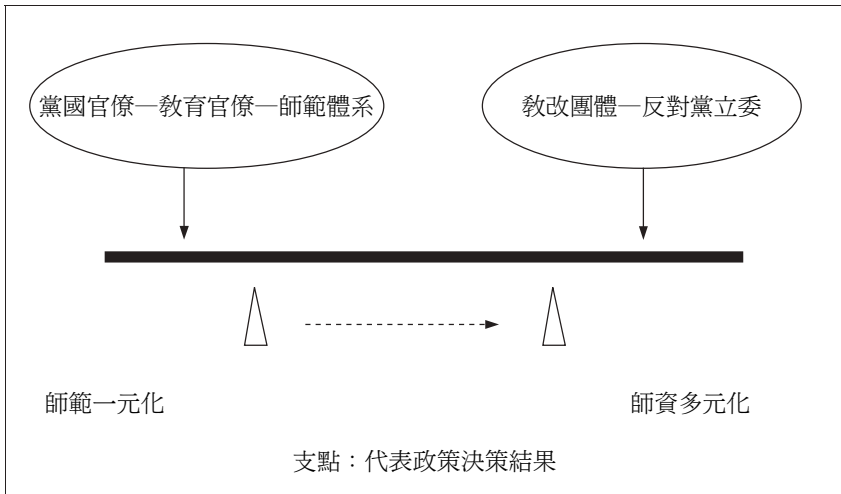 黨國官僚—教育官僚—師範體系
教改團體—反對黨立委
師範一元化
師資多元化
支點：代表政策決策結果